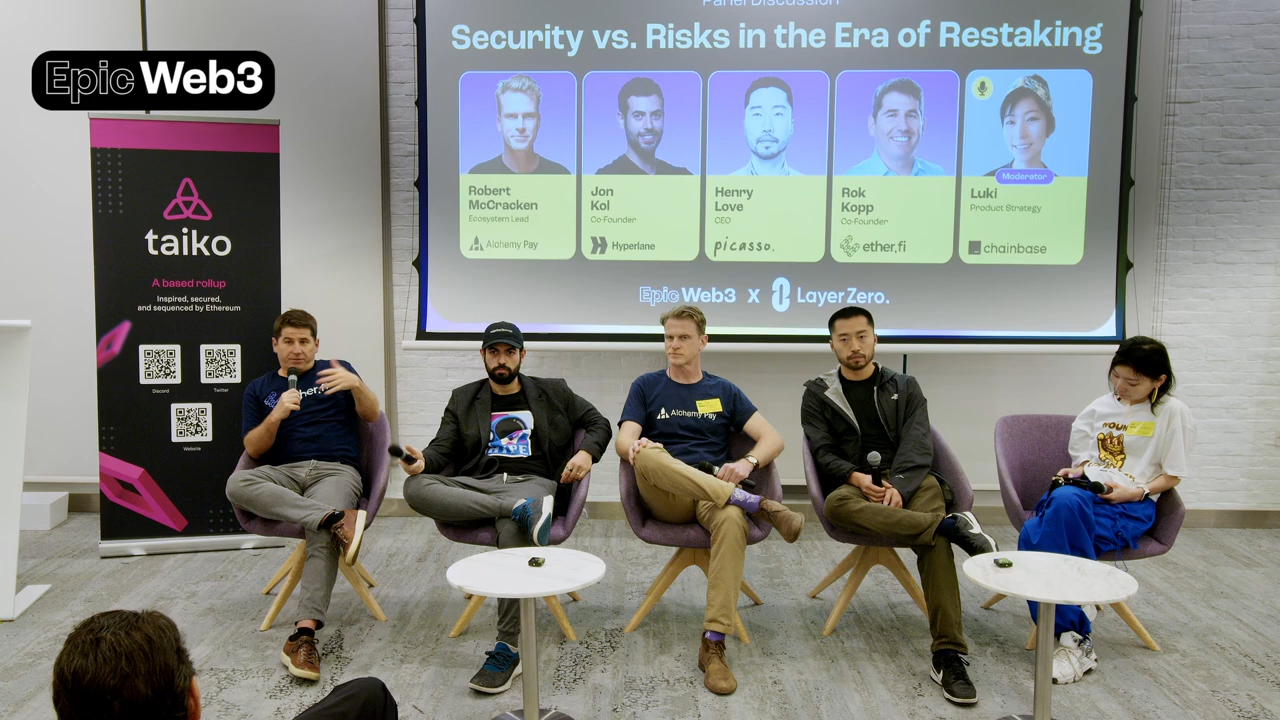 Panel Discussion
Security vs. Risks in the Era of Restaking
Epic Web3
Robert
McCracken
Ecosystem Lead
Alchemy Pay
Jon
Kol
Co-Founder
Hyperlane
Henry
Love
CEO
picasso.
Rok
Kopp
Co-Founder
ether.fi
Moderator
Luki
Product Strategy
chainbase
Epic Web3 X LayerZero.
taiko
A based rollup
Inspired, secured,
and sequenced by Ethereum
Discord
Twitter
Website
her.fi
Alchemy Pay